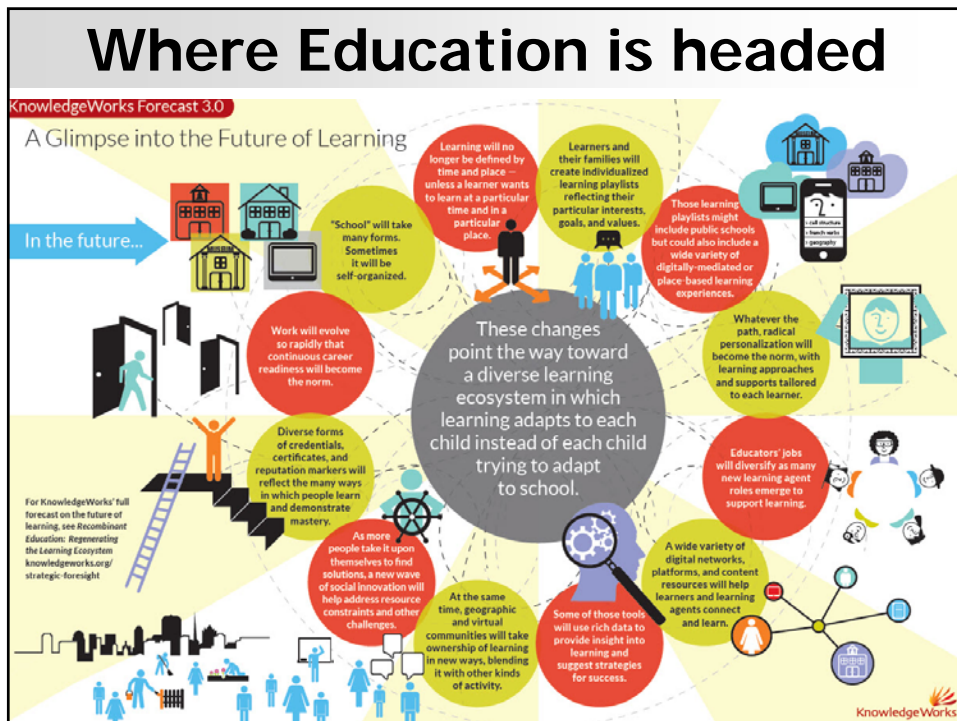 Where Education is headed
KnowledgeWorks Forecast 3.0
A Glimpse into the Future of Learning
In the future...
"School" will take
many forms.
Sometimes
it will be
self-organized.
Learning will no
longer be defined by
time and place —
unless a learner wants
to learn at a particular
time and in a
particular
place.
Learners and
their families will
create individualized
learning playlists
reflecting their
particular interests,
goals, and values.
Those learning
playlists might
include public schools
but could also include a
wide variety of
digitally-mediated or
place-based learning
experiences.
› cell structure
› french verbs
› geography
Whatever the
path, radical
personalization will
become the norm, with
learning approaches
and supports tailored
to each learner.
Educators' jobs
will diversify as many
new learning agent
roles emerge to
support learning.
A wide variety of
digital networks,
platforms, and content
resources will help
learners and learning
agents connect
and learn.
Some of those tools
will use rich data to
provide insight into
learning and
suggest strategies
for success.
At the same
time, geographic
and virtual
communities will take
ownership of learning
in new ways, blending
it with other kinds
of activity.
As more
people take it upon
themselves to find
solutions, a new wave
of social innovation will
help address resource
constraints and other
challenges.
Diverse forms
of credentials,
certificates, and
reputation markers will
reflect the many ways
in which people learn
and demonstrate
mastery.
Work will evolve
so rapidly that
continuous career
readiness will become
the norm.
These changes
point the way toward
a diverse learning
ecosystem in which
learning adapts to each
child instead of each child
trying to adapt
to school.
For KnowledgeWorks' full
forecast on the future of
learning, see Recombinant
Education: Regenerating
the Learning Ecosystem
knowledgeworks.org/
strategic-foresight
KnowledgeWorks